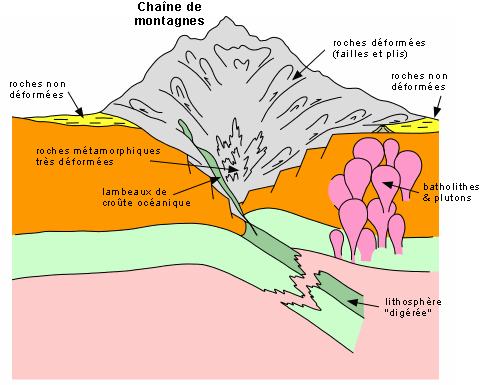 Chaîne de
montagnes
roches déformées
(failles et plis)
roches non
déformées
roches non
déformées
roches métamorphiques
très déformées
lambeaux de
croûte océanique
batholithes
& plutons
lithosphère
"digérée"